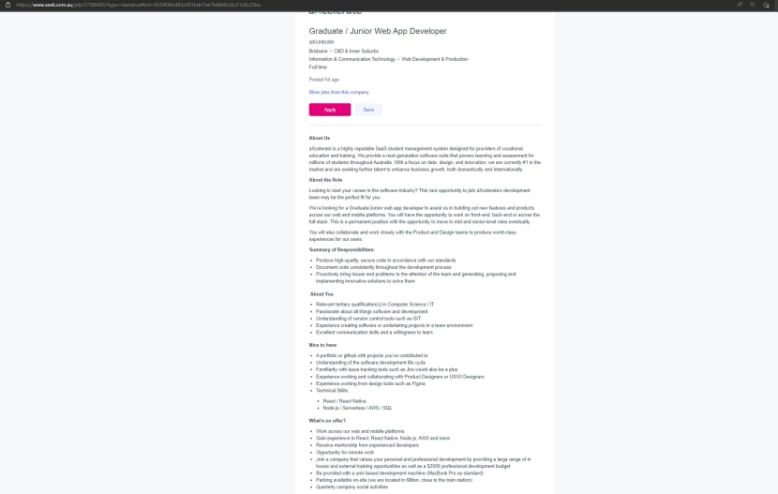 https://www.seek.com.au/job/
Graduate / Junior Web App Developer
aXcelerate
Brisbane – CBD & Inner Suburbs
Information & Communication Technology – Web Development & Production
Full time
Posted 4d ago
More jobs from this company
Apply
Save
About Us
aXcelerate is a highly reputable SaaS student management system designed for providers of vocational
education and training. We provide a next-generation software suite that powers learning and assessment for
millions of students throughout Australia. With a focus on data, design, and innovation, we are currently #1 in the
market and are seeking further talent to enhance business growth, both domestically and internationally.
About the Role
Looking to start your career in the software industry? This rare opportunity to join aXcelerate's development
team may be the perfect fit for you.
We're looking for a Graduate/Junior web app developer to assist us in building out new features and products
across our web and mobile platforms. You will have the opportunity to work on front-end, back-end or across the
full-stack. This is a permanent position with the opportunity to move to mid and senior-level roles eventually.
You will also collaborate and work closely with the Product and Design teams to produce world-class
experiences for our users.
Summary of Responsibilities:
• Produce high-quality, secure code in accordance with our standards
• Document code consistently throughout the development process
• Proactively bring issues and problems to the attention of the team and generating, proposing and
implementing innovative solutions to solve them
About You
• Relevant tertiary qualification(s) in Computer Science / IT
• Passionate about all things software and development
• Understanding of version control tools such as GIT
• Experience creating software or undertaking projects in a team environment
• Excellent communication skills and a willingness to learn
Nice to have
• A portfolio or github with projects you've contributed to
• Understanding of the software development life cycle
• Familiarity with issue tracking tools such as Jira would also be a plus
• Experience working and collaborating with Product Designers or UX/UI Designers
• Experience working from design tools such as Figma
• Technical Skills
• React / React Native
• Node.js / Serverless / AWS / SQL
What's on offer?
• Work across our web and mobile platforms
• Gain experience in React, React Native, Node.js, AWS and more
• Receive mentorship from experienced developers
• Opportunity for remote work
• Join a company that values your personal and professional development by providing a large range of in
house and external training opportunities as well as a $2000 professional development budget
• Be provided with a unix based development machine (MacBook Pro as standard)
• Parking available on-site (we are located in Milton, close to the train station)
• Quarterly company social activities